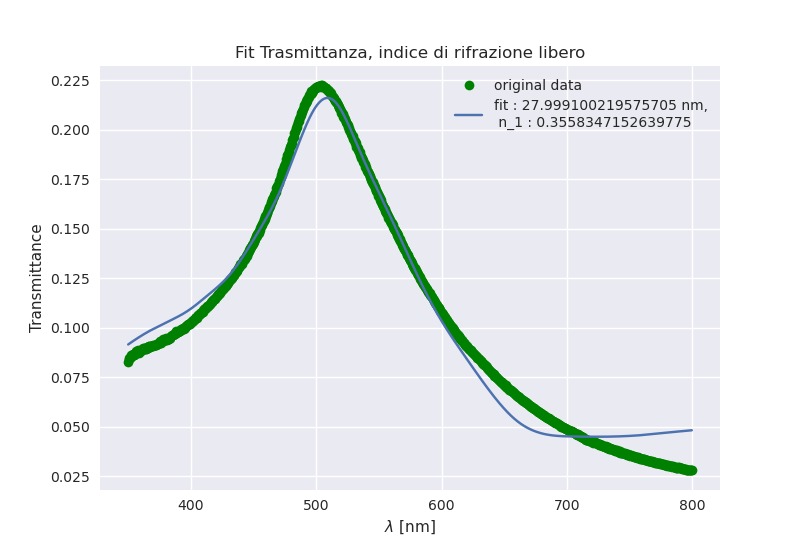 Fit Trasmittanza, indice di rifrazione libero
original data
fit : 27.999100219575705 nm,
n_1 : 0.3558347152639775
Transmittance
0.225
0.200
0.175
0.150
0.125
0.100
0.075
0.050
0.025
400
500
600
700
800
λ [nm]